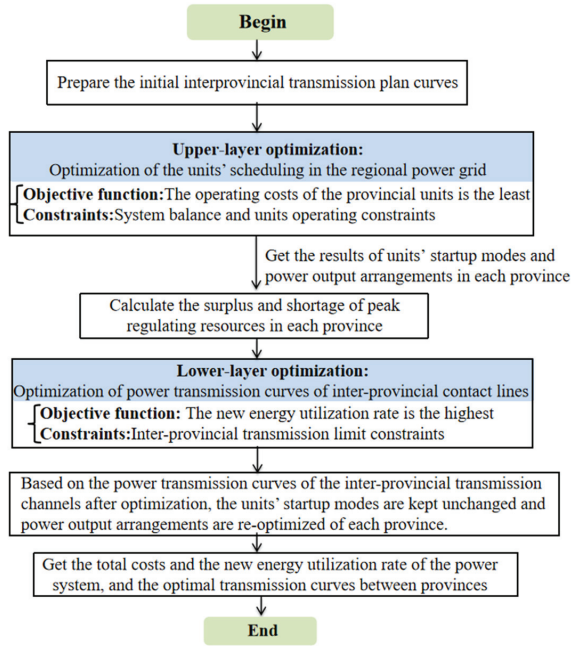 Begin
Prepare the initial interprovincial transmission plan curves
Upper-layer optimization:
Optimization of the units' scheduling in the regional power grid
Objective function:The operating costs of the provincial units is the least
Constraints:System balance and units operating constraints
Get the results of units' startup modes and
power output arrangements in each province
Calculate the surplus and shortage of peak
regulating resources in each province
Lower-layer optimization:
Optimization of power transmission curves of inter-provincial contact lines
Objective function: The new energy utilization rate is the highest
Constraints:Inter-provincial transmission limit constraints
Based on the power transmission curves of the inter-provincial transmission
channels after optimization, the units' startup modes are kept unchanged and
power output arrangements are re-optimized of each province.
Get the total costs and the new energy utilization rate of the power
system, and the optimal transmission curves between provinces
End